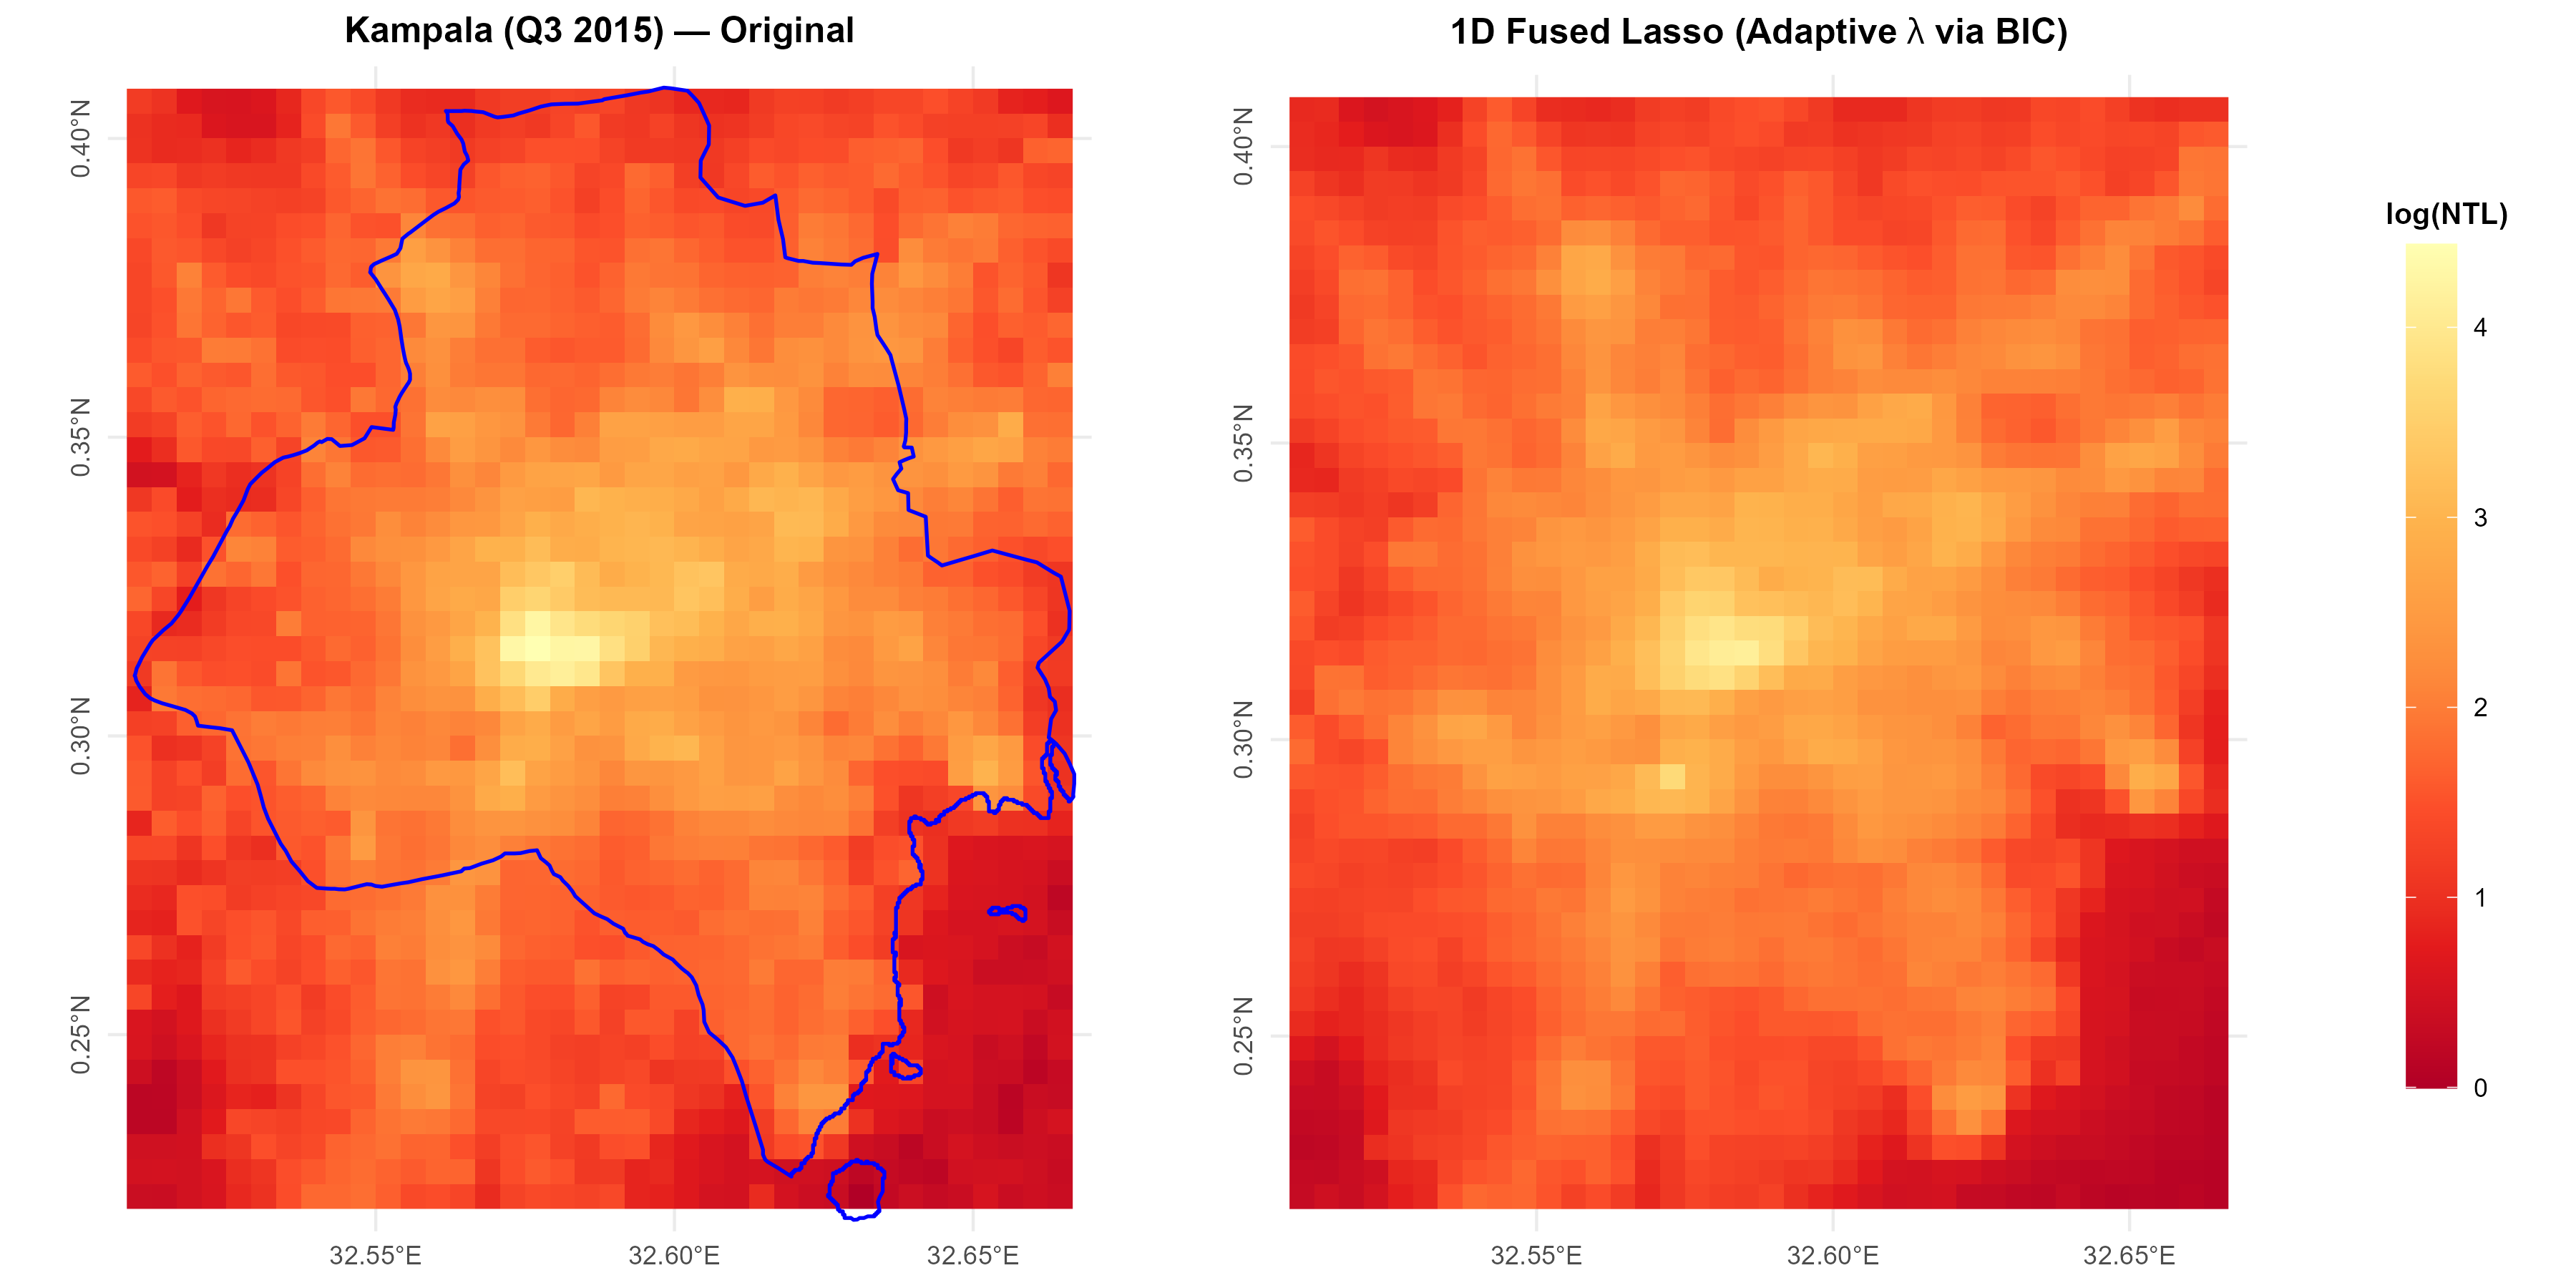 Kampala (Q3 2015) — Original
0.40°N
0.35°N
0.30°N
0.25°N
32.55°E
32.60°E
32.65°E
1D Fused Lasso (Adaptive λ via BIC)
0.40°N
0.35°N
0.30°N
0.25°N
32.55°E
32.60°E
32.65°E
log(NTL)
4
3
2
1
0